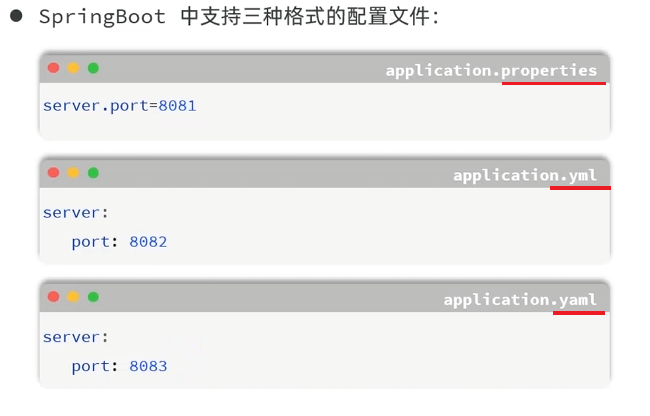 ● SpringBoot 中支持三种格式的配置文件:
application.properties
server.port=8081
application.yml
server:
   port: 8082
application.yaml
server:
   port: 8083